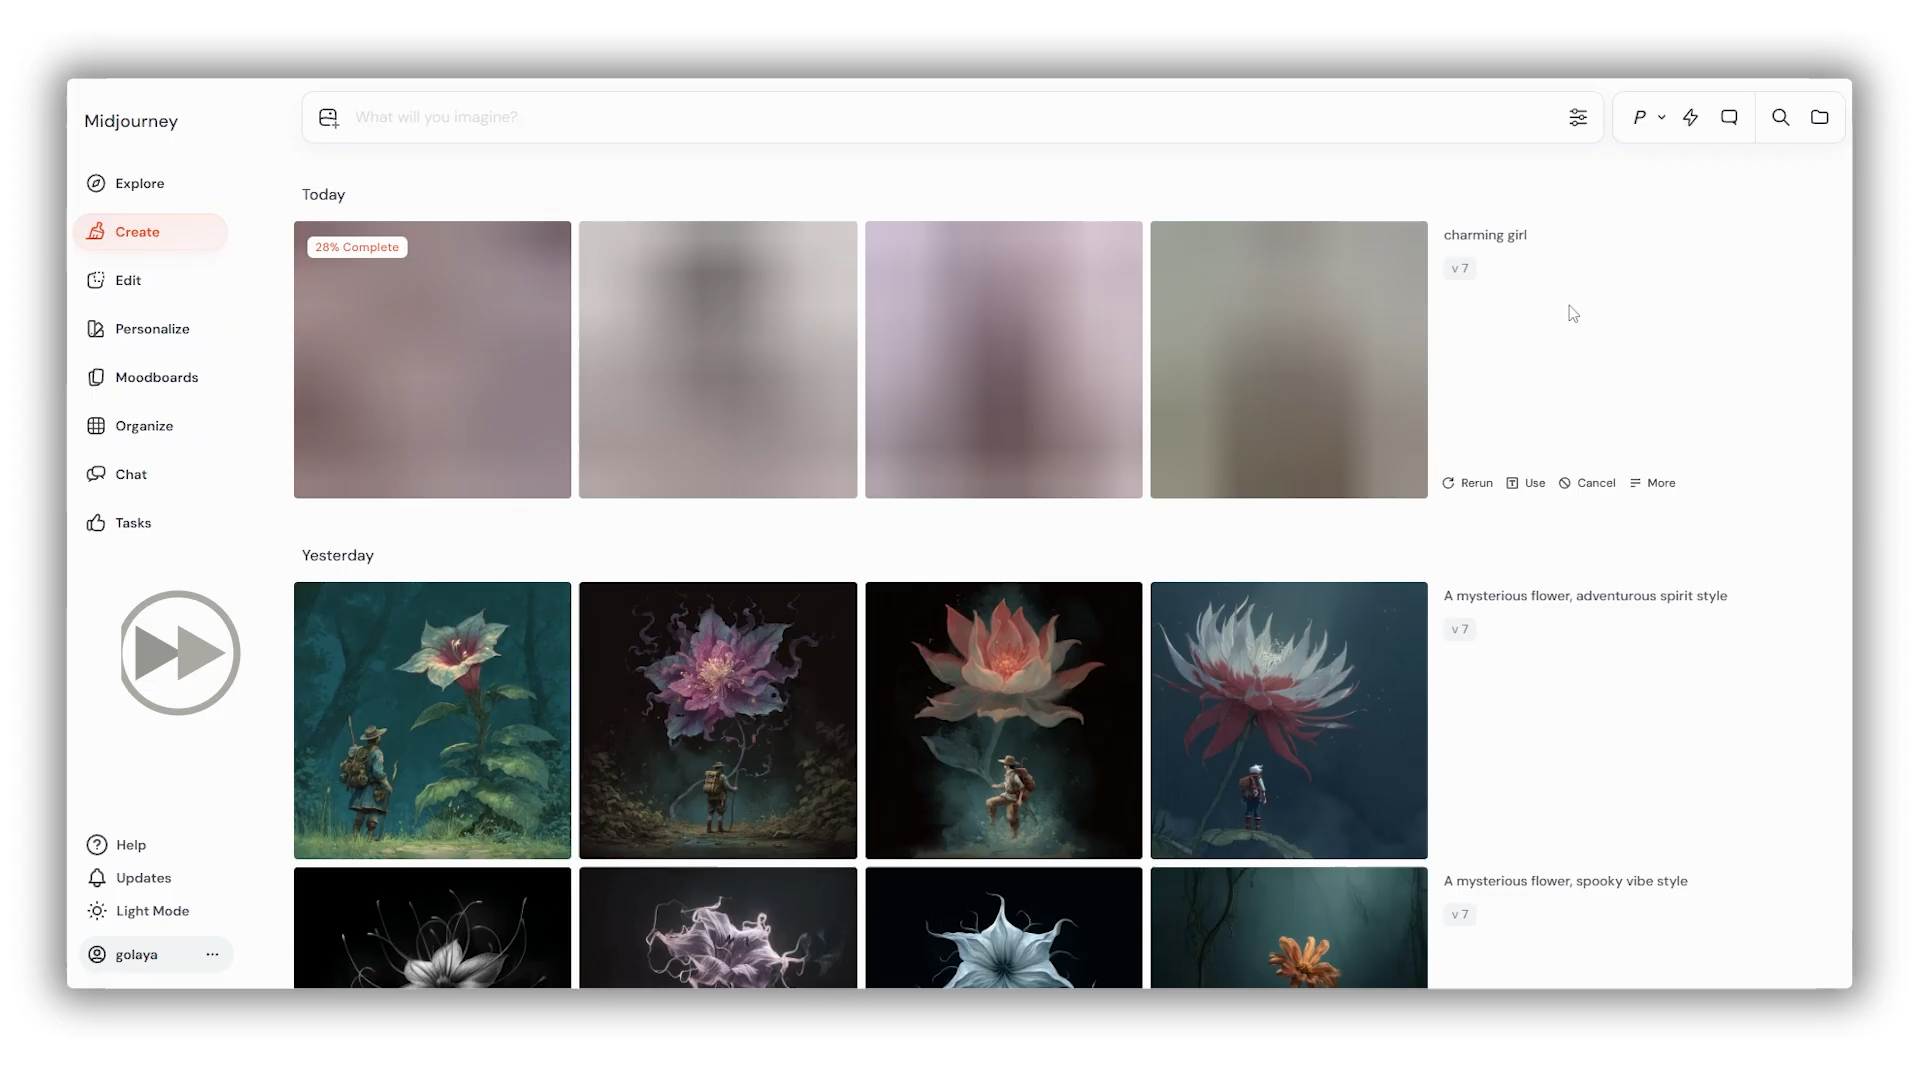 Midjourney
What will you imagine?
P
Explore
Create
Edit
Personalize
Moodboards
Organize
Chat
Tasks
Help
Updates
Light Mode
golaya
Today
28% Complete
charming girl
v 7
Rerun Use Cancel More
Yesterday
A mysterious flower, adventurous spirit style
v 7
A mysterious flower, spooky vibe style
v 7